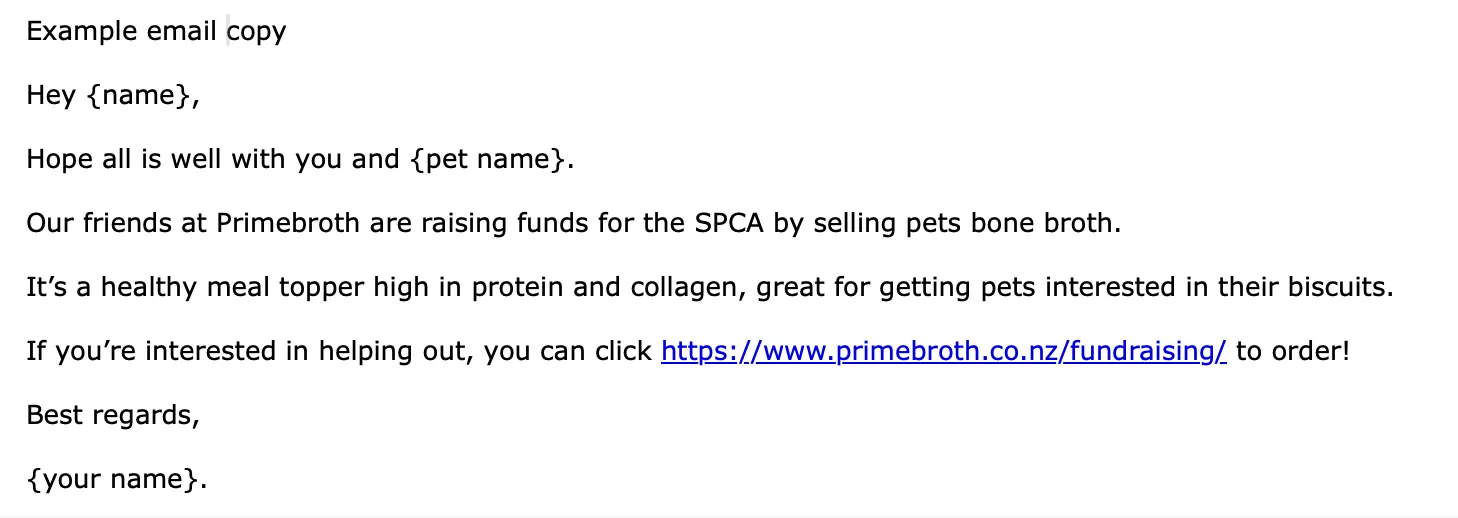 Example email copy
Hey {name},
Hope all is well with you and {pet name}.
Our friends at Primebroth are raising funds for the SPCA by selling pets bone broth.
It’s a healthy meal topper high in protein and collagen, great for getting pets interested in their biscuits.
If you’re interested in helping out, you can click https://www.primebroth.co.nz/fundraising/ to order!
Best regards,
{your name}.